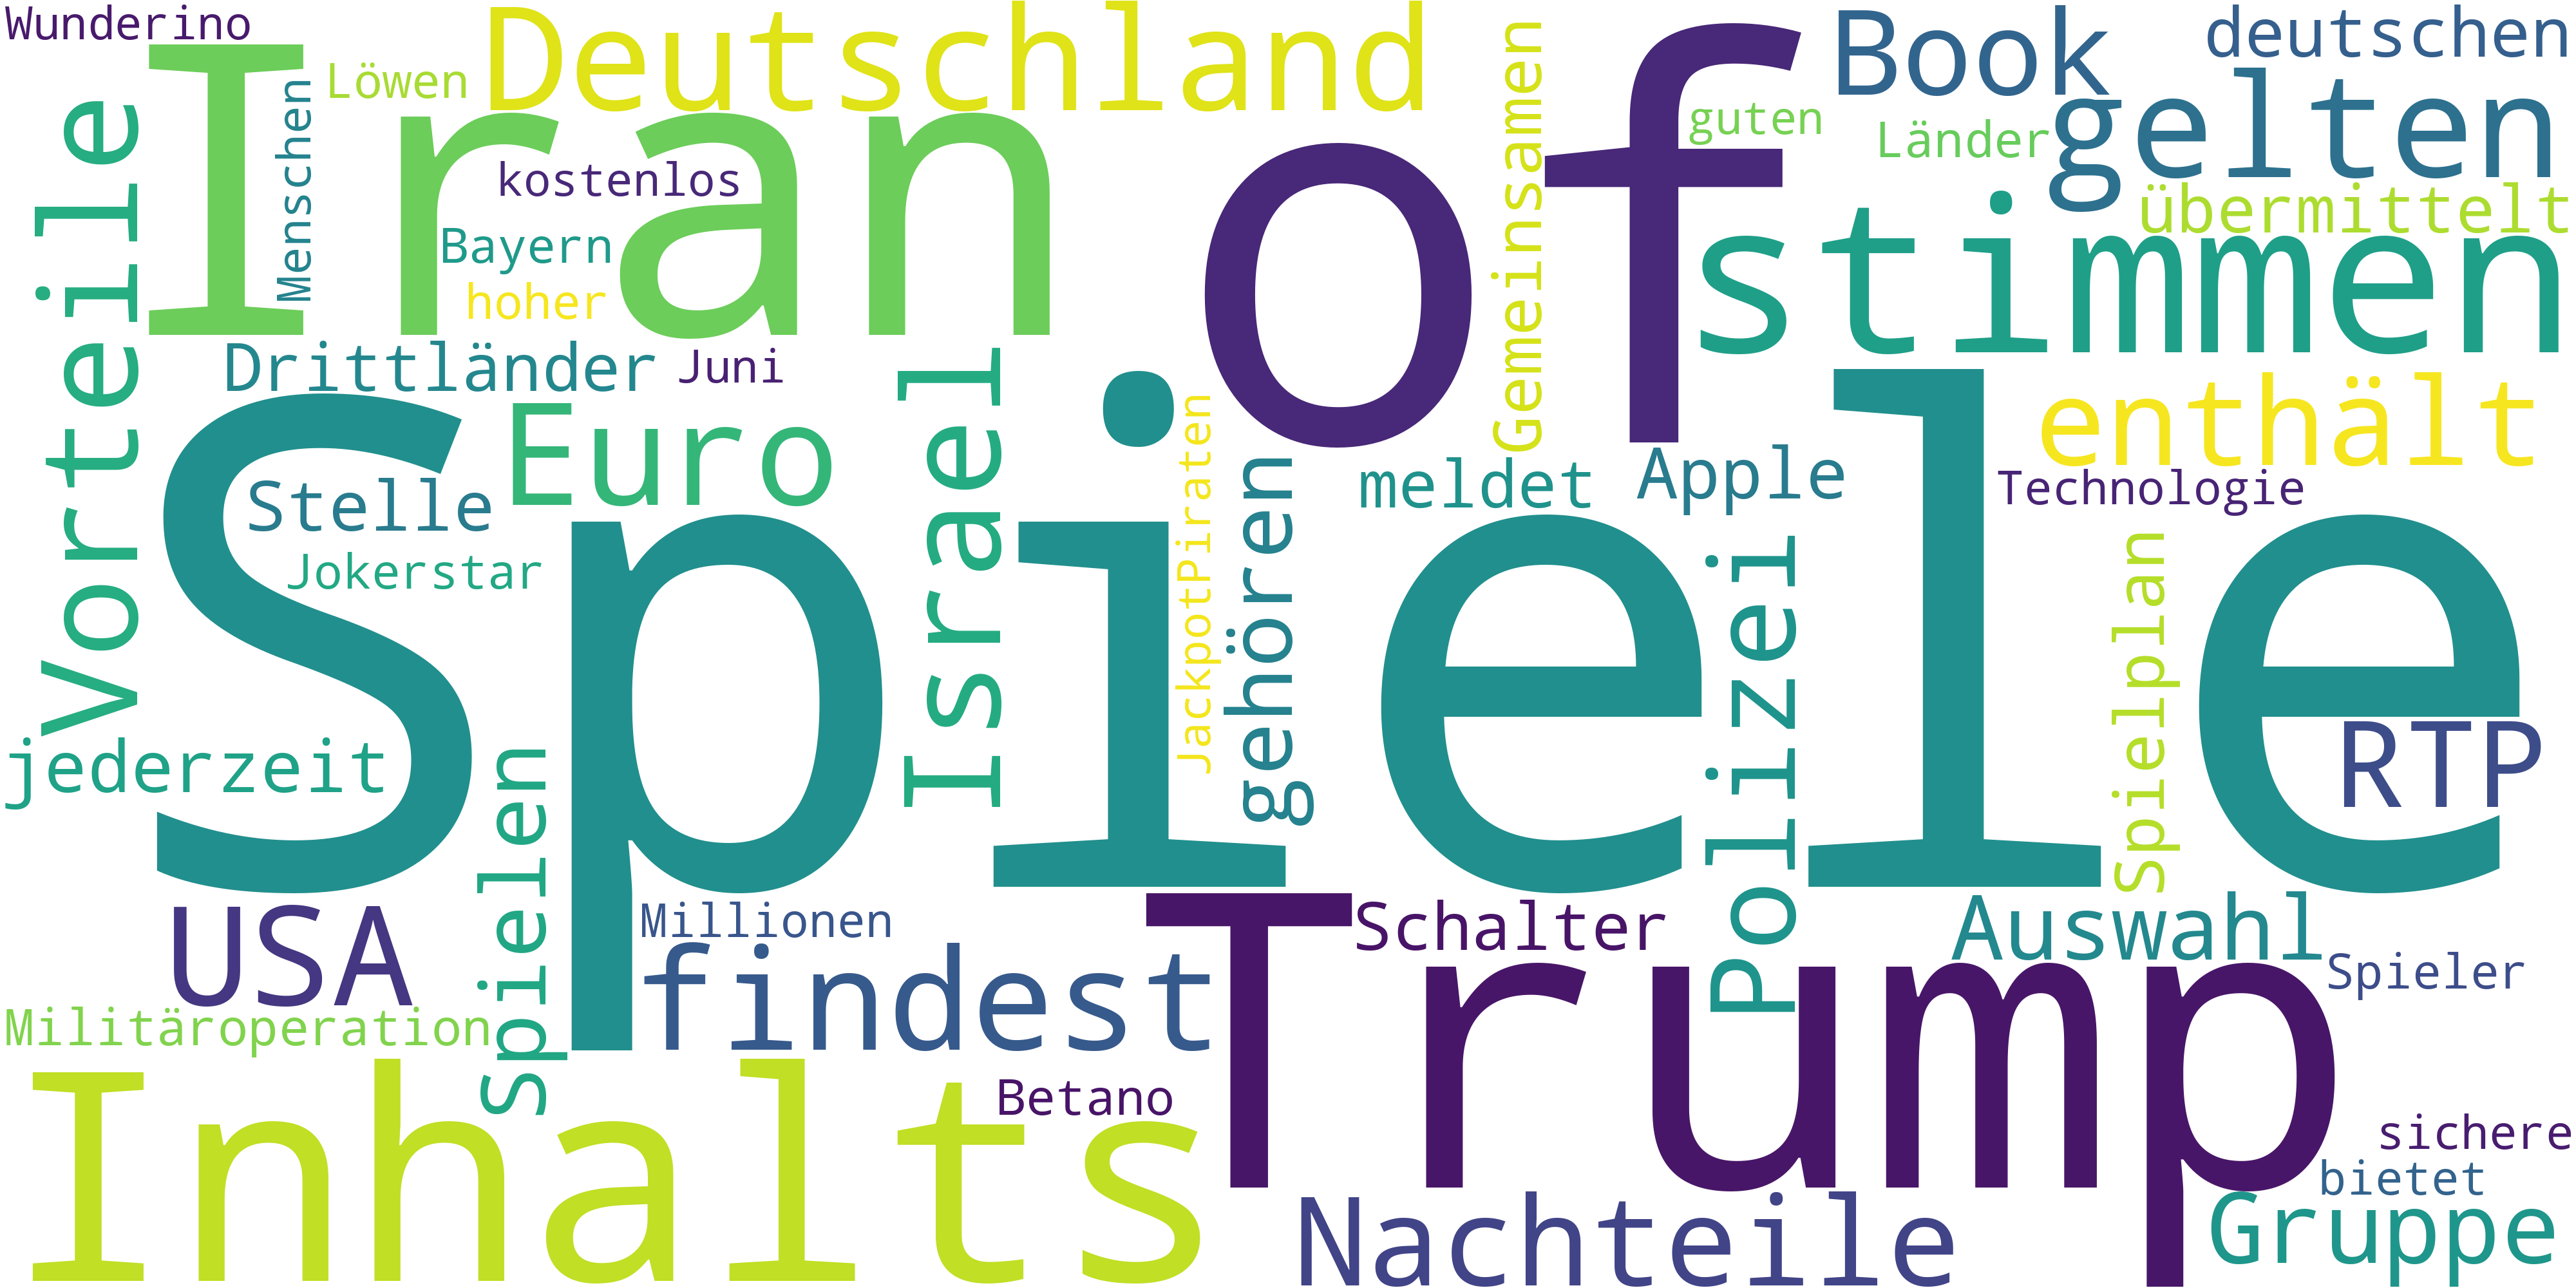 Wunderino
Iran
Löwen
Deutschland
of
Book
deutschen
gelten
Menschen
Vorteile
kostenlos
Bayern
hoher
Gemeinsamen
guten
Länder
übermittelt
stimmen
Drittländer
Juni
Euro
Israel
Spiele
Stelle
Jokerstar
JackpotPiraten
gehören
meldet
Apple
enthält
Technologie
Polizei
Spielplan
RTP
jederzeit
Spielen
USA
Millionen
findest
Trump
Schalter
Auswahl
Spieler
Militäroperation
Inhalts
Betano
Nachteile
sichere
bietet
Gruppe